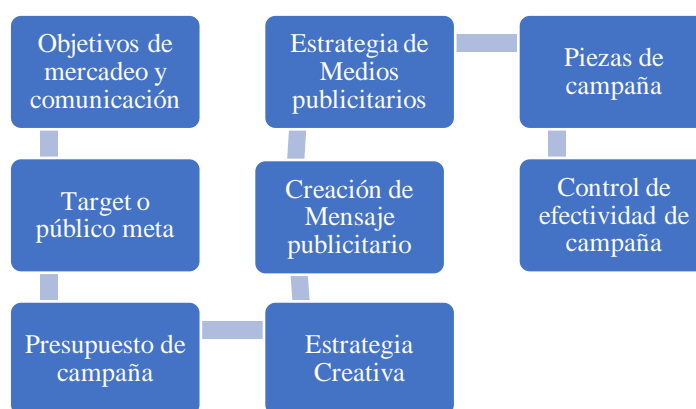 Objetivos de
mercadeo y
comunicación
Target o
público meta
Presupuesto de
campaña
Estrategia
Creativa
Creación de
Mensaje
publicitario
Estrategia de
Medios
publicitarios
Piezas de
campaña
Control de
efectividad de
campaña